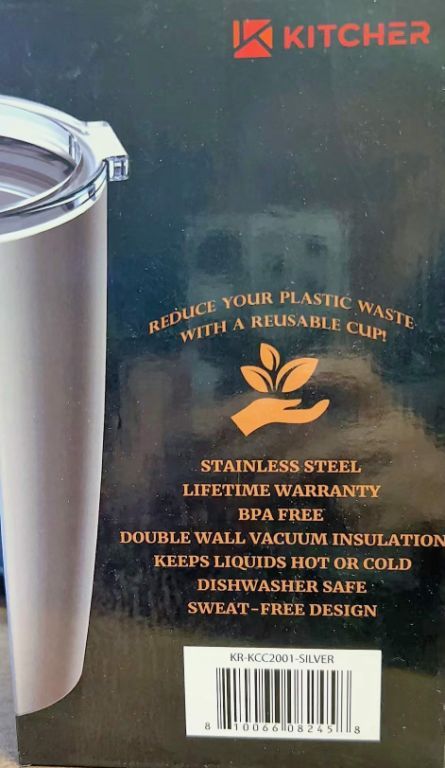 KITCHER
REDUCE YOUR PLASTIC WASTE
WITH A REUSABLE CUP!
STAINLESS STEEL
LIFETIME WARRANTY
BPA FREE
DOUBLE WALL VACUUM INSULATION
KEEPS LIQUIDS HOT OR COLD
DISHWASHER SAFE
SWEAT-FREE DESIGN
KR-KCC2001-SILVER
8 10066 08245 8